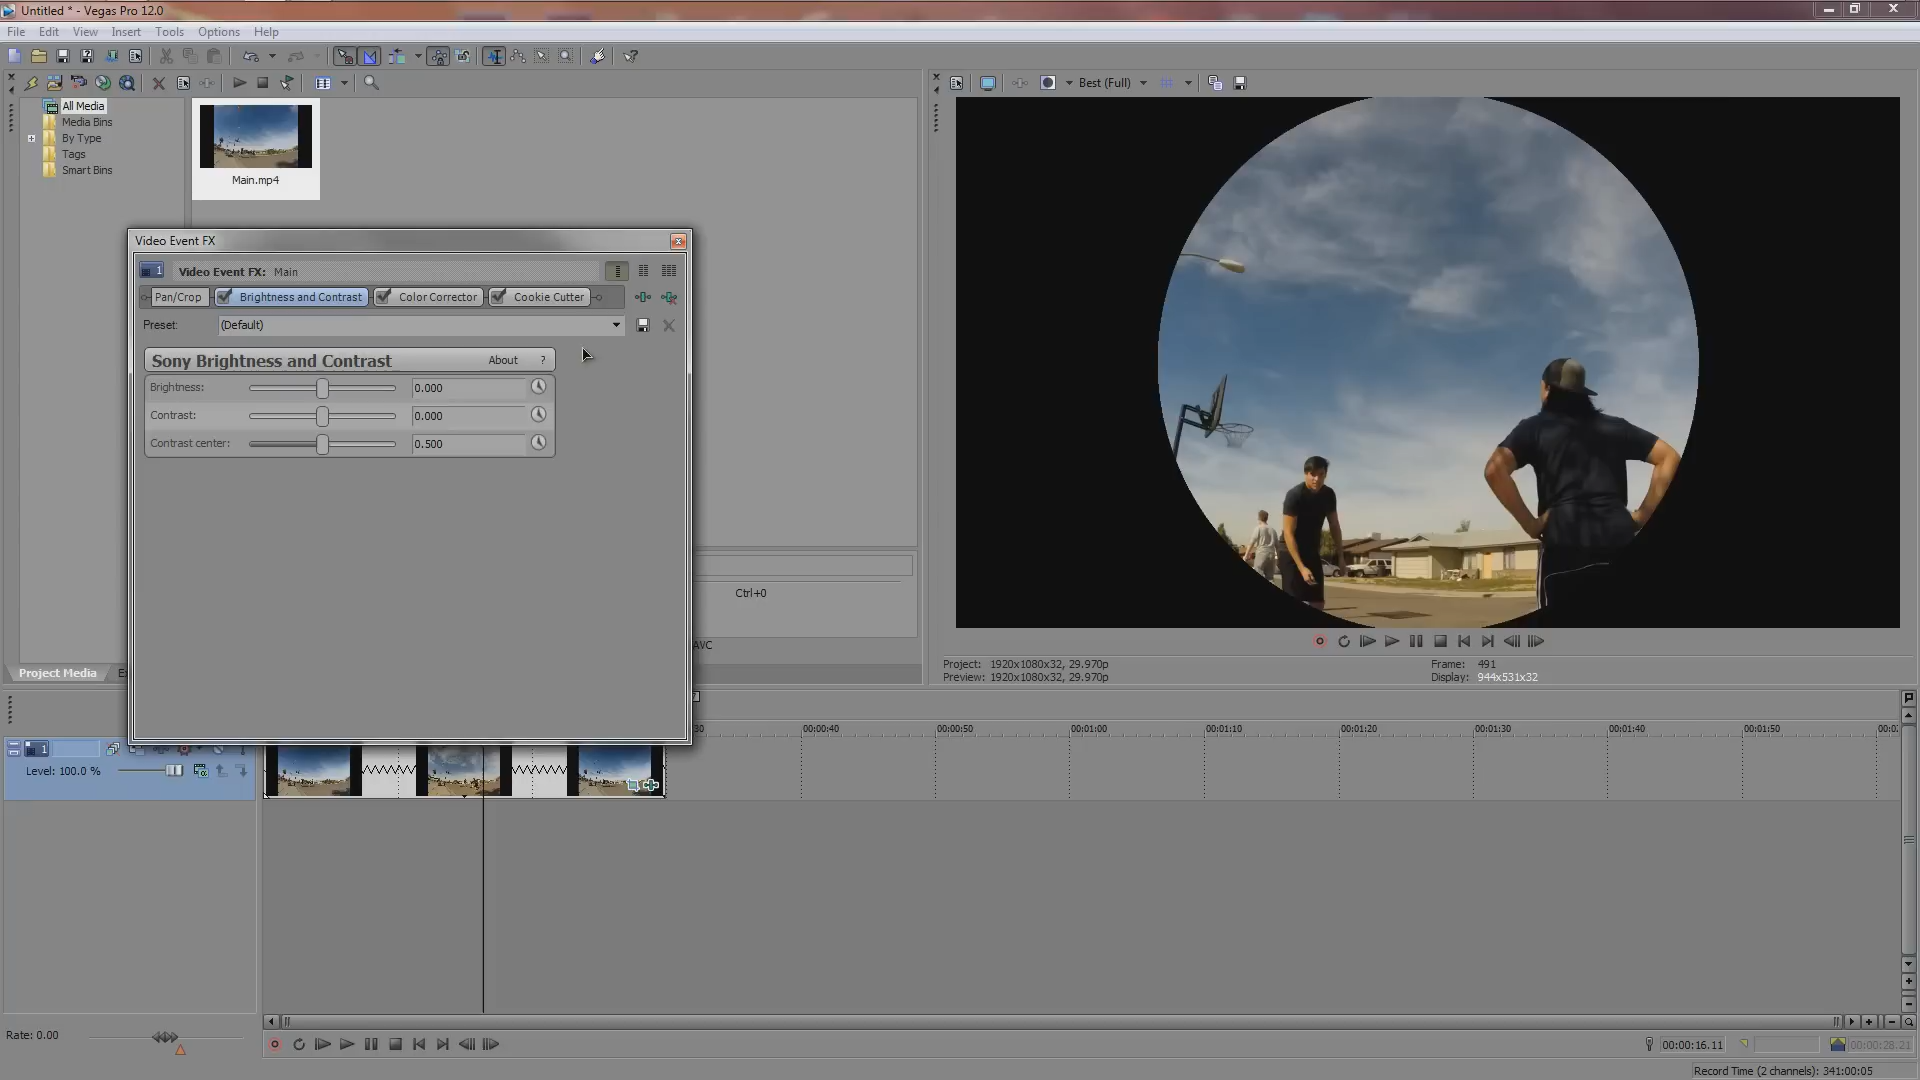 Untitled * - Vegas Pro 12.0
File Edit View Insert Tools Options Help
Best (Full)
All Media
Media Bins
By Type
Tags
Smart Bins
Main.mp4
Video Event FX
1 Video Event FX: Main
Pan/Crop Brightness and Contrast Color Corrector Cookie Cutter
Preset: (Default)
Sony Brightness and Contrast About ?
Brightness: 0.000
Contrast: 0.000
Contrast center: 0.500
Ctrl+0
AVC
Project Media
Project: 1920x1080x32, 29.970p Frame: 491
Preview: 1920x1080x32, 29.970p Display: 944x531x32
00:00:40 00:00:50 00:01:00 00:01:10 00:01:20 00:01:30 00:01:40 00:01:50
1
Level: 100.0 %
Rate: 0.00
00:00:16.11 00:00:28.21
Record Time (2 channels): 341:00:05